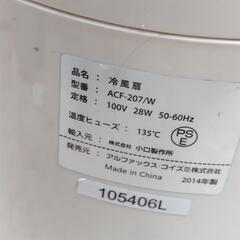 品名 : 冷風扇
型番 : ACF-207/W
定格 : 100V 28W 50-60Hz
温度ヒューズ : 135℃
PS
E
輸入元 : 株式会社 小口製作所
発売元 : アルファックス・コイズミ株式会社
Made in China 2014年製
105406L